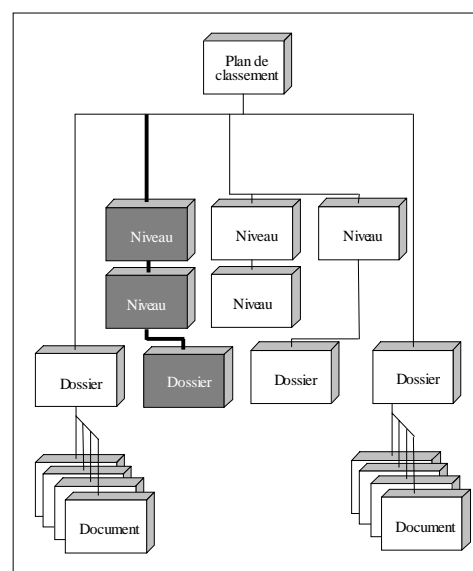 Plan de
classement
Niveau
Niveau
Niveau
Niveau
Niveau
Dossier
Dossier
Dossier
Dossier
Document
Document